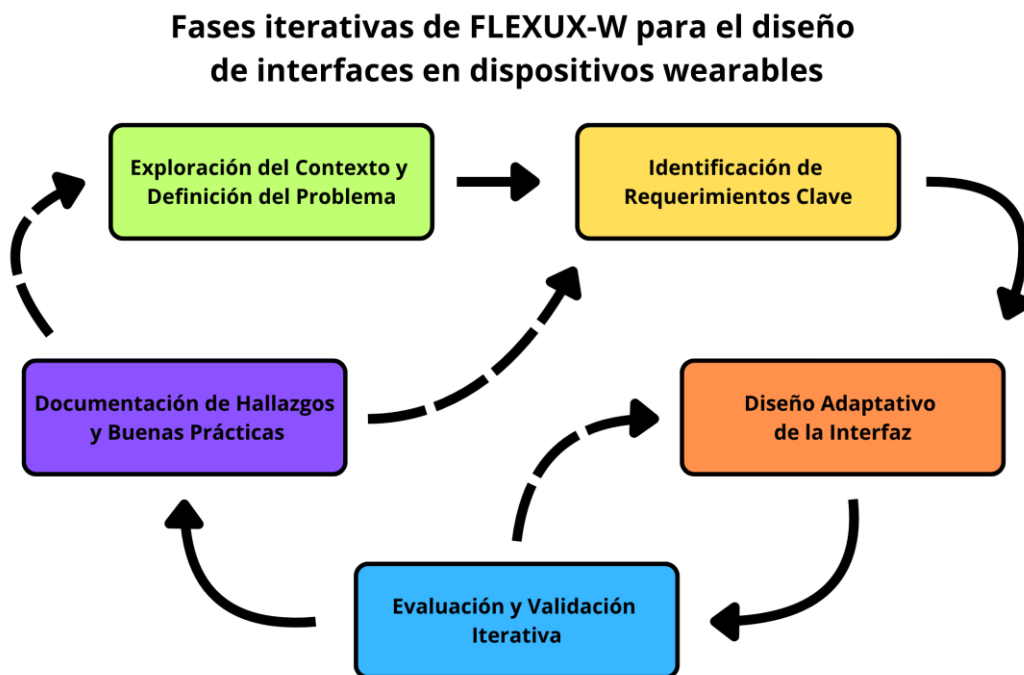 Fases iterativas de FLEXUX-W para el diseño
de interfaces en dispositivos wearables
Exploración del Contexto y
Definición del Problema
Identificación de
Requerimientos Clave
Documentación de Hallazgos
y Buenas Prácticas
Diseño Adaptativo
de la Interfaz
Evaluación y Validación
Iterativa